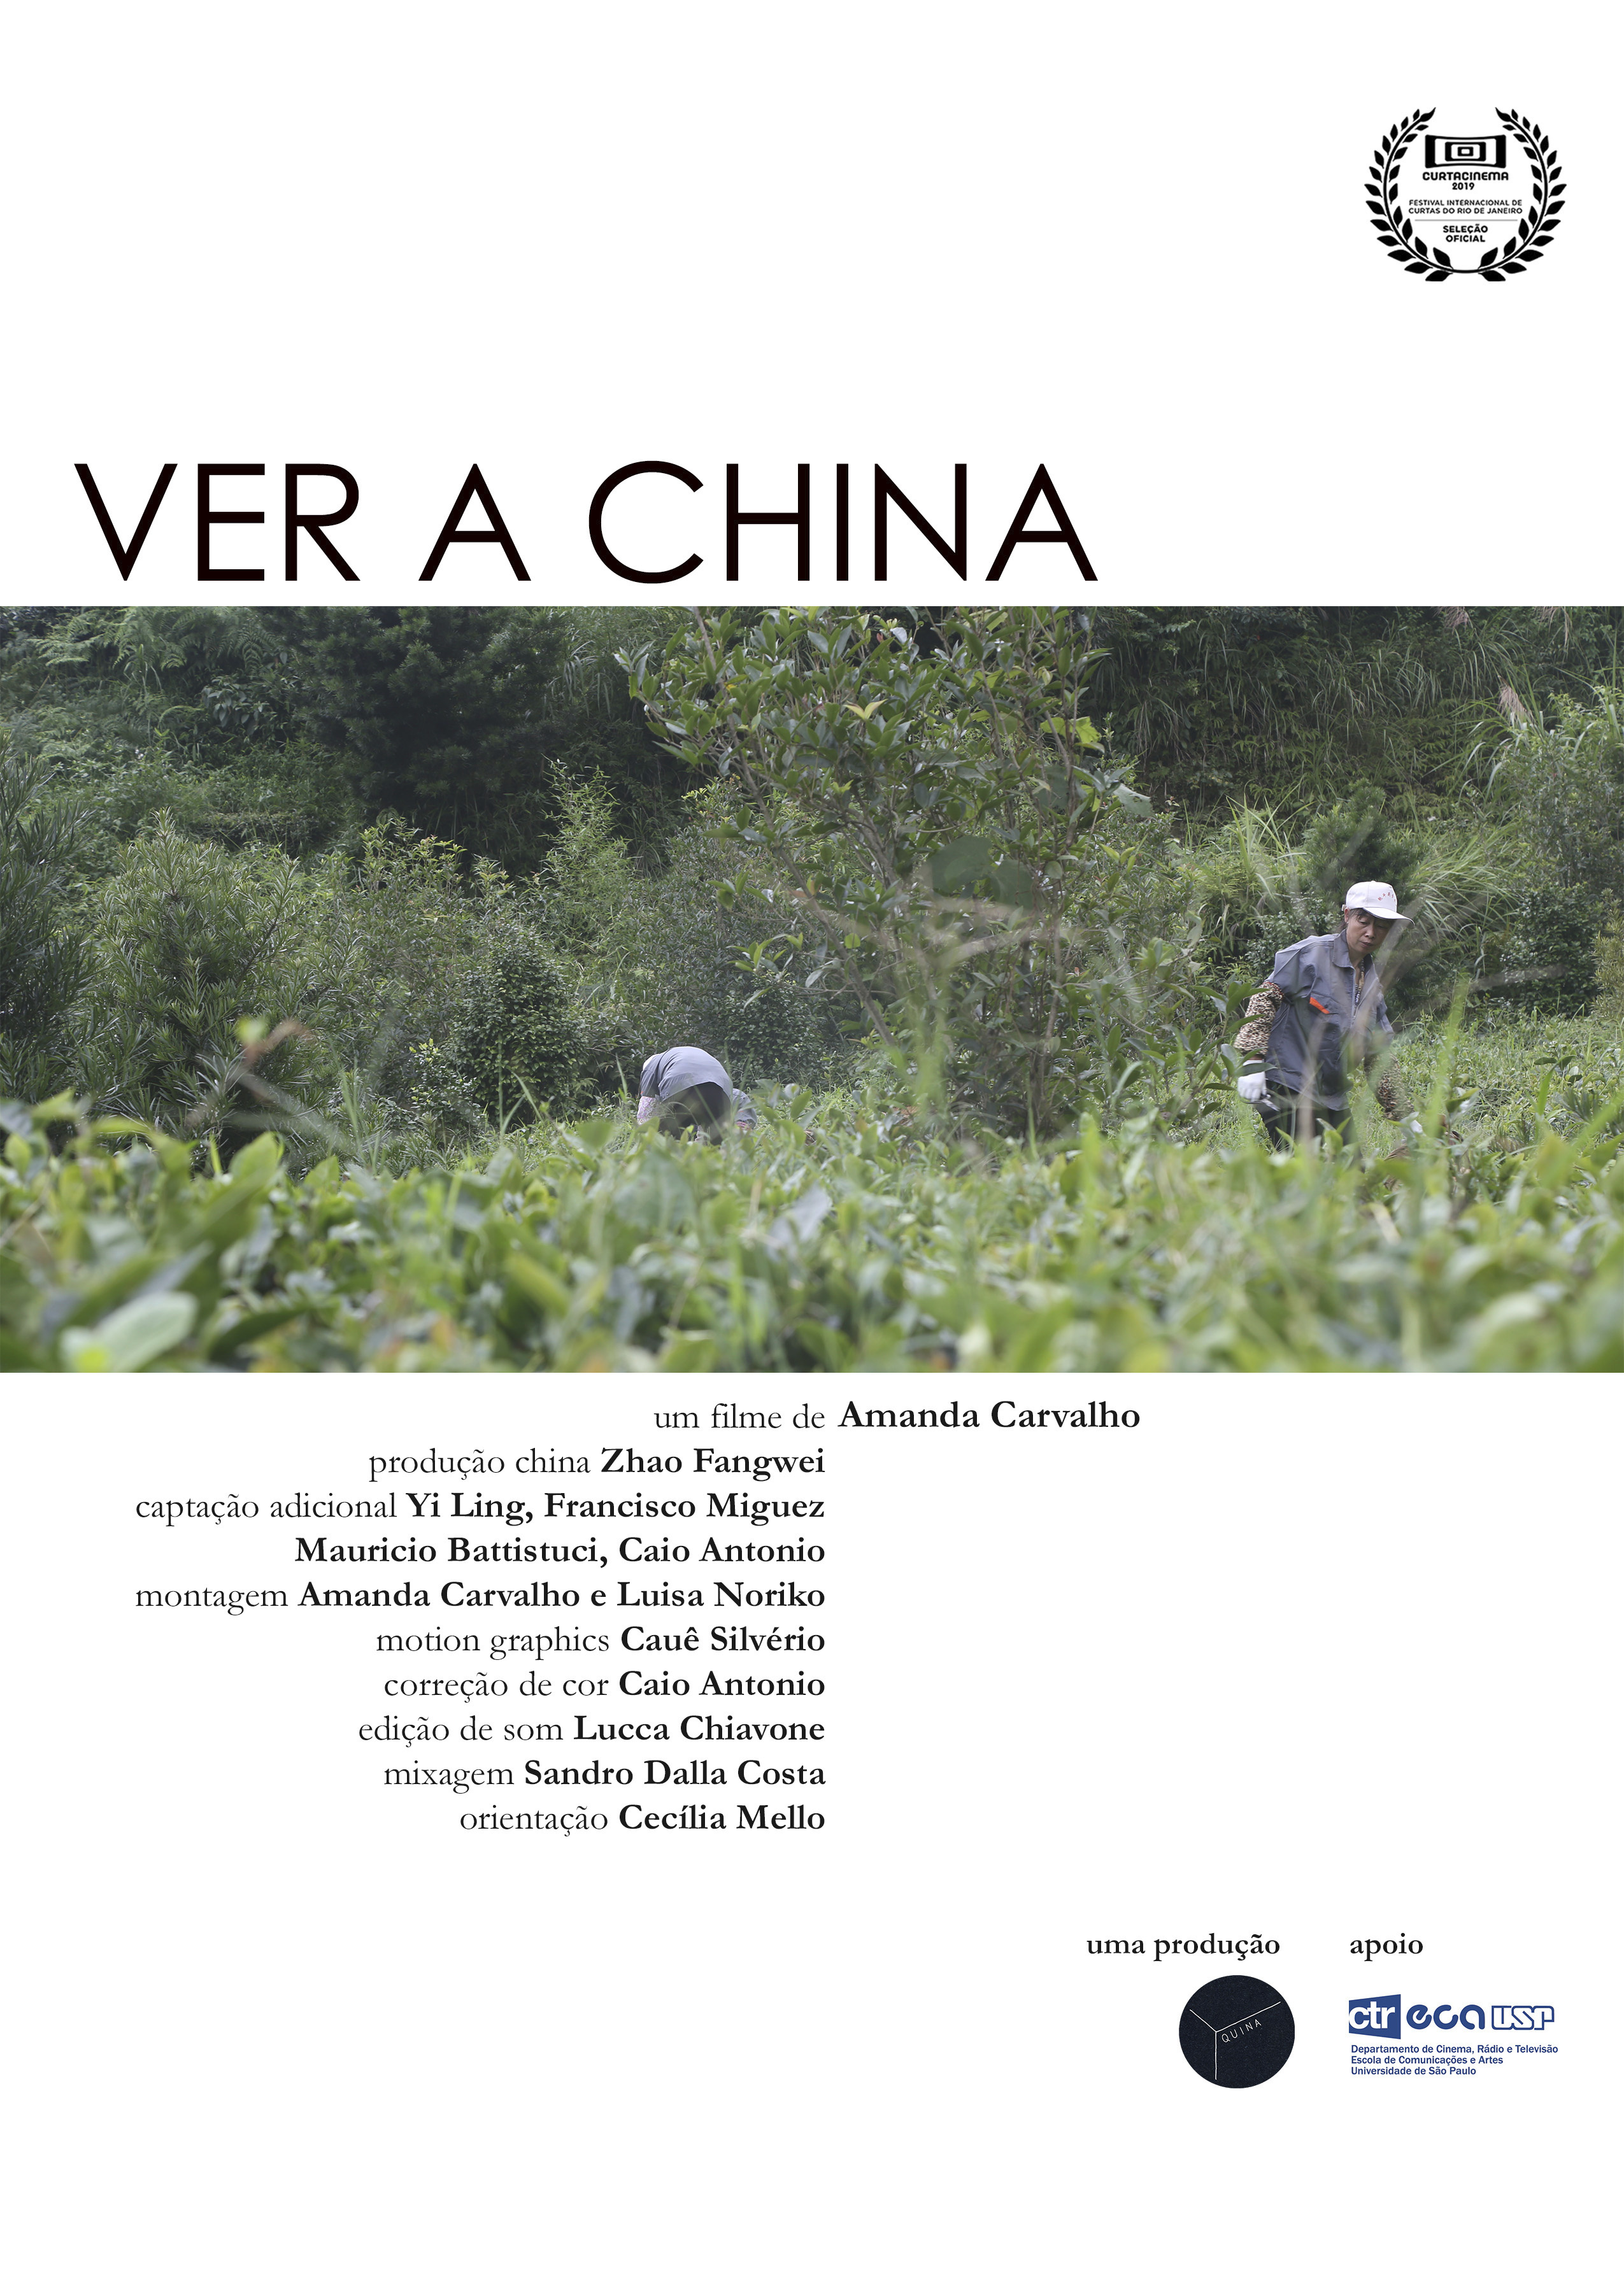 CURTACINEMA
2019
FESTIVAL INTERNACIONAL DE
CURTAS DO RIO DE JANEIRO
SELEÇÃO
OFICIAL
VER A CHINA
um filme de Amanda Carvalho
produção china Zhao Fangwei
captação adicional Yi Ling, Francisco Miguez
Mauricio Battistuci, Caio Antonio
montagem Amanda Carvalho e Luisa Noriko
motion graphics Cauê Silvério
correção de cor Caio Antonio
edição de som Lucca Chiavone
mixagem Sandro Dalla Costa
orientação Cecília Mello
uma produção
QUINA
apoio
ctr eca USP
Departamento de Cinema, Rádio e Televisão
Escola de Comunicações e Artes
Universidade de São Paulo